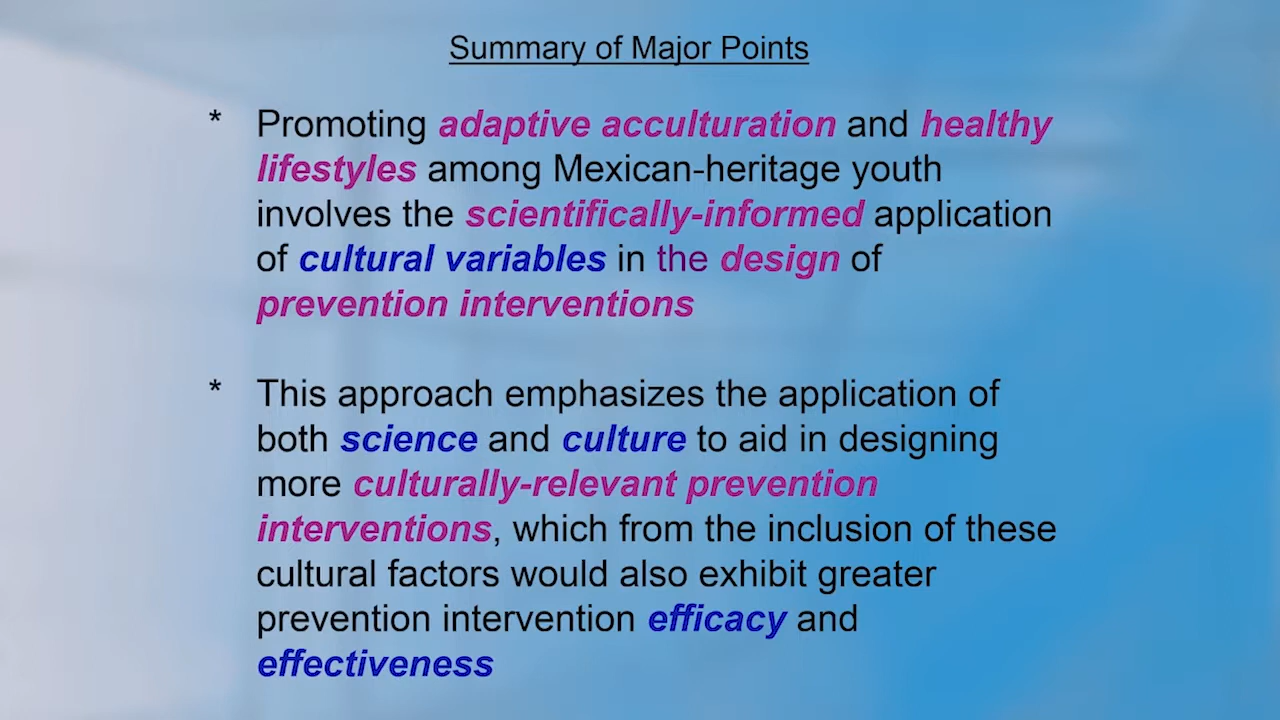 Summary of Major Points
* Promoting adaptive acculturation and healthy
lifestyles among Mexican-heritage youth
involves the scientifically-informed application
of cultural variables in the design of
prevention interventions
* This approach emphasizes the application of
both science and culture to aid in designing
more culturally-relevant prevention
interventions, which from the inclusion of these
cultural factors would also exhibit greater
prevention intervention efficacy and
effectiveness